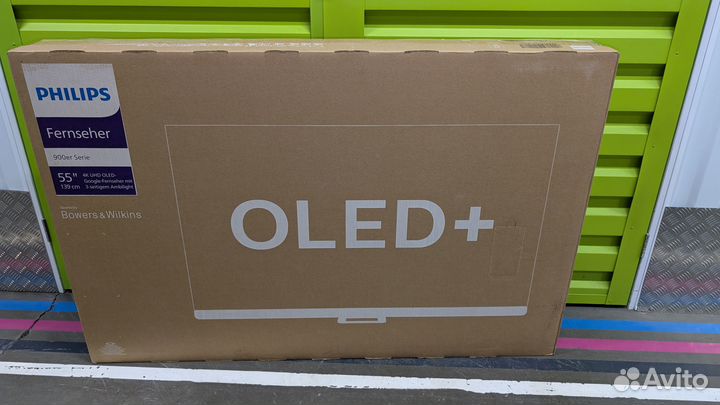 PHILIPS
Fernseher
900er Serie
55"
139 cm
4K UHD OLED-
Google-Fernseher mit
3-seitigem Ambilight
Bowers & Wilkins
OLED+
Avito